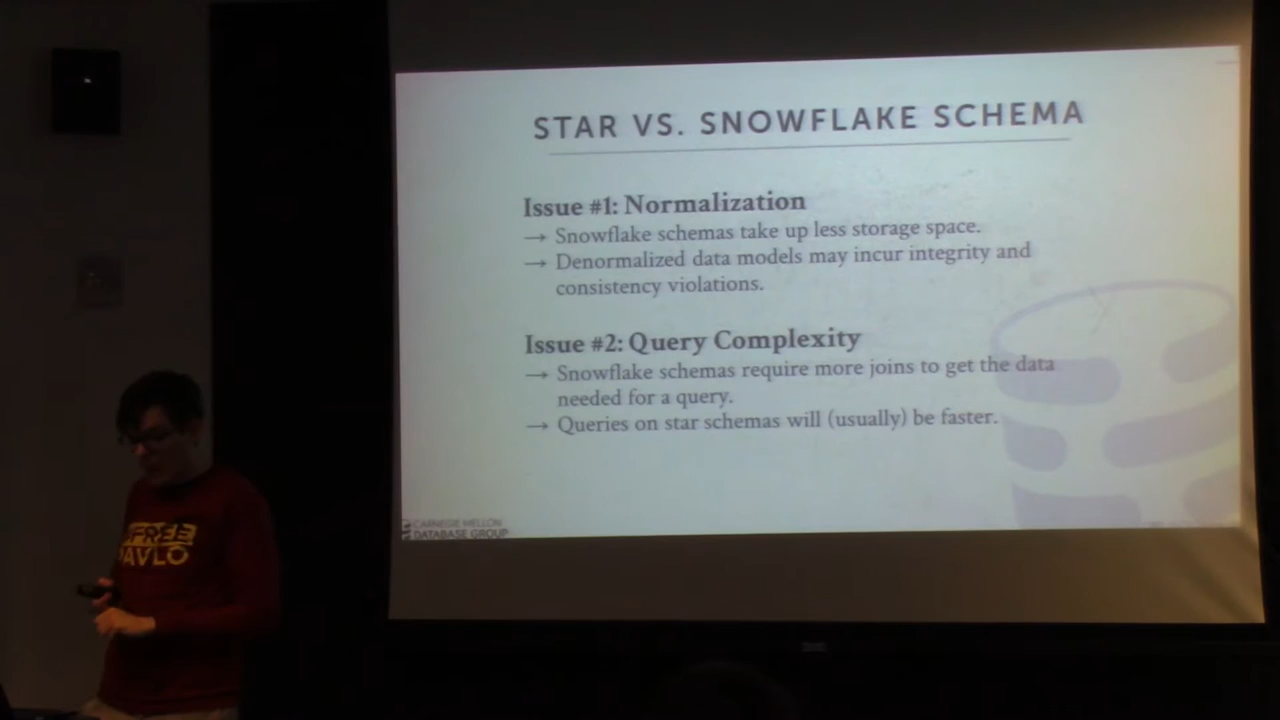 STAR VS. SNOWFLAKE SCHEMA
Issue #1: Normalization
→ Snowflake schemas take up less storage space.
→ Denormalized data models may incur integrity and
consistency violations.
Issue #2: Query Complexity
→ Snowflake schemas require more joins to get the data
needed for a query.
→ Queries on star schemas will (usually) be faster.
CARNEGIE MELLON
DATABASE GROUP
#FREE
PAVLO